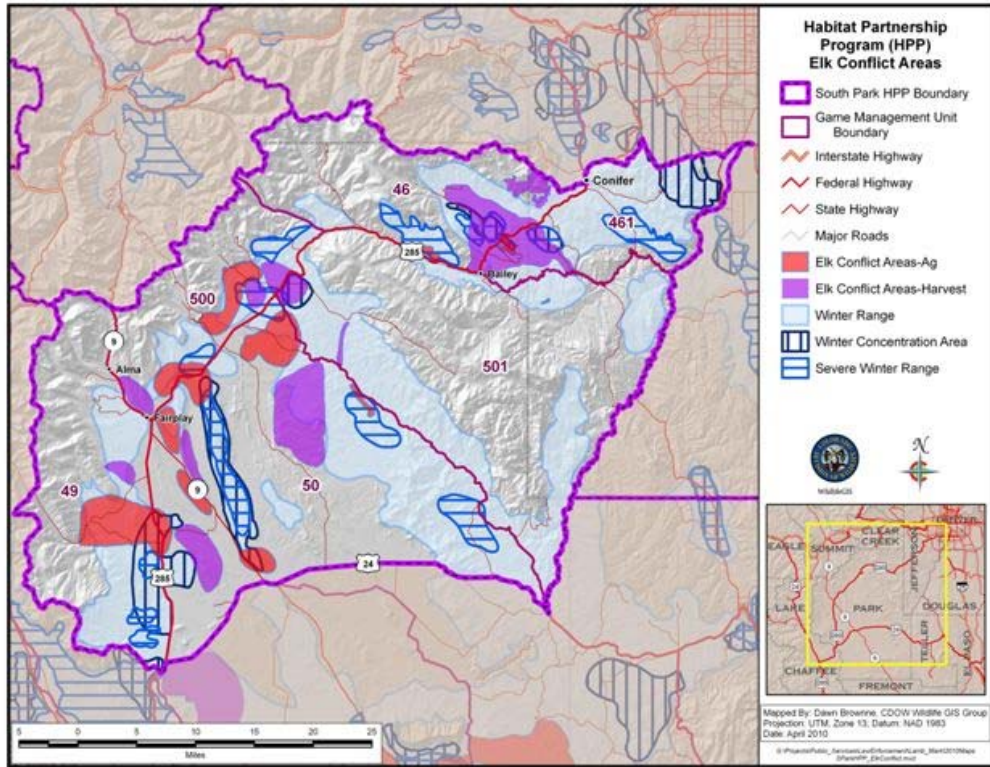 Habitat Partnership
Program (HPP)
Elk Conflict Areas
South Park HPP Boundary
Game Management Unit
Boundary
Interstate Highway
Federal Highway
State Highway
Major Roads
Elk Conflict Areas-Ag
Elk Conflict Areas-Harvest
Winter Range
Winter Concentration Area
Severe Winter Range
46
Conifer
461
285
Bailey
500
9
Alma
501
Fairplay
49
9
50
285
24
5 0 5 10 15 20 25
Miles
WildlifeGIS
N
DENVER
CLEAR
CREEK
EAGLE
SUMMIT
JEFFERSON
LAKE
PARK
DOUGLAS
TELLER
EL PASO
CHAFFEE
FREMONT
Mapped By: Dawn Browne, CDOW Wildlife GIS Group
Projection: UTM, Zone 13; Datum: NAD 1983
Date: April 2010